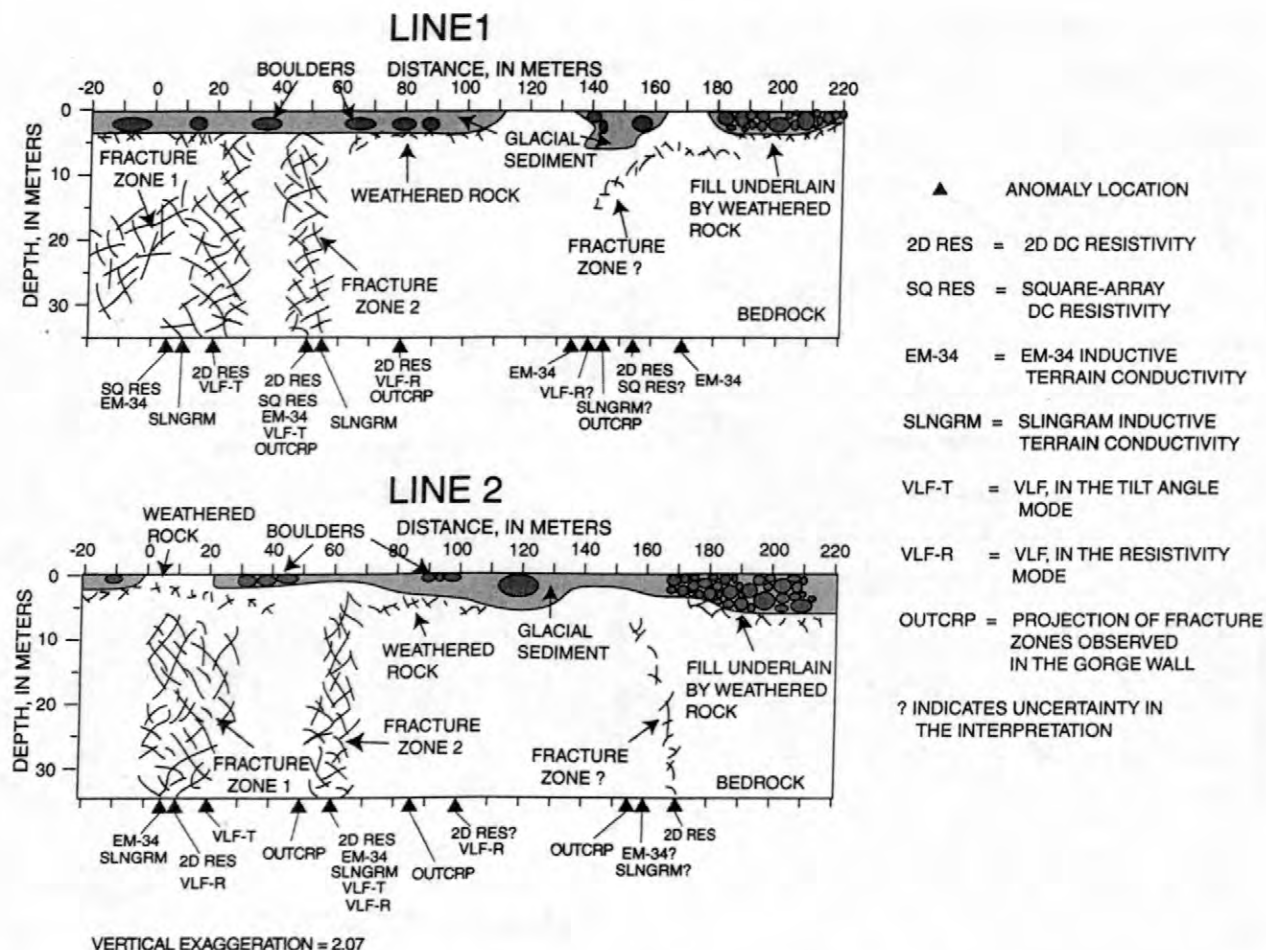 LINE1
BOULDERS DISTANCE, IN METERS
-20 0 20 40 60 80 100 120 140 160 180 200 220
0
10
20
30
DEPTH, IN METERS
FRACTURE
ZONE 1
WEATHERED ROCK
GLACIAL
SEDIMENT
FILL UNDERLAIN
BY WEATHERED
ROCK
FRACTURE
ZONE ?
FRACTURE
ZONE 2
BEDROCK
SQ RES
EM-34
SLNGRM
2D RES
VLF-T
2D RES
SQ RES
EM-34
VLF-T
OUTCRP
SLNGRM
2D RES
VLF-R
OUTCRP
EM-34
VLF-R?
SLNGRM?
OUTCRP
2D RES
SQ RES?
EM-34
LINE 2
WEATHERED
ROCK
BOULDERS
DISTANCE, IN METERS
-20 0 20 40 60 80 100 120 140 160 180 200 220
0
10
20
30
DEPTH, IN METERS
WEATHERED
ROCK
GLACIAL
SEDIMENT
FILL UNDERLAIN
BY WEATHERED
ROCK
FRACTURE
ZONE 2
FRACTURE
ZONE 1
FRACTURE
ZONE ?
BEDROCK
EM-34
SLNGRM
2D RES
VLF-R
VLF-T
OUTCRP
2D RES
EM-34
SLNGRM
VLF-T
VLF-R
OUTCRP
2D RES?
VLF-R
OUTCRP
EM-34?
SLNGRM?
2D RES
VERTICAL EXAGGERATION = 2.07
ANOMALY LOCATION
2D RES = 2D DC RESISTIVITY
SQ RES = SQUARE-ARRAY
DC RESISTIVITY
EM-34 = EM-34 INDUCTIVE
TERRAIN CONDUCTIVITY
SLNGRM = SLINGRAM INDUCTIVE
TERRAIN CONDUCTIVITY
VLF-T = VLF, IN THE TILT ANGLE
MODE
VLF-R = VLF, IN THE RESISTIVITY
MODE
OUTCRP = PROJECTION OF FRACTURE
ZONES OBSERVED
IN THE GORGE WALL
? INDICATES UNCERTAINTY IN
THE INTERPRETATION